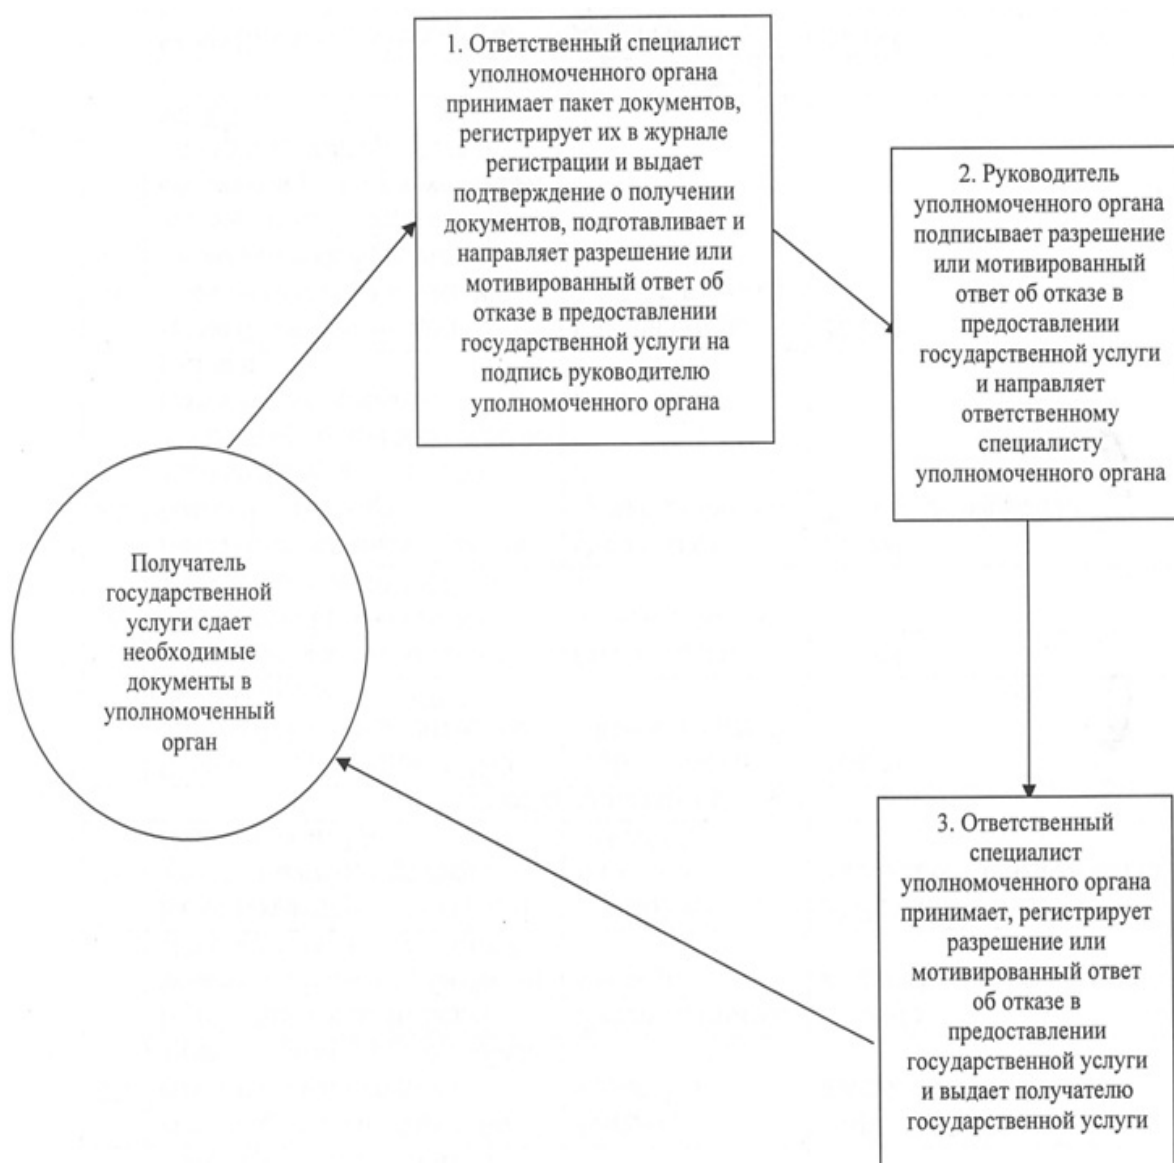 1. Ответственный специалист
уполномоченного органа
принимает пакет документов,
регистрирует их в журнале
регистрации и выдает
подтверждение о получении
документов, подготавливает и
направляет разрешение или
мотивированный ответ об
отказе в предоставлении
государственной услуги на
подпись руководителю
уполномоченного органа
2. Руководитель
уполномоченного органа
подписывает разрешение
или мотивированный
ответ об отказе в
предоставлении
государственной услуги
и направляет
ответственному
специалисту
уполномоченного органа
Получатель
государственной
услуги сдает
необходимые
документы в
уполномоченный
орган
3. Ответственный
специалист
уполномоченного органа
принимает, регистрирует
разрешение или
мотивированный ответ
об отказе в
предоставлении
государственной услуги
и выдает получателю
государственной услуги